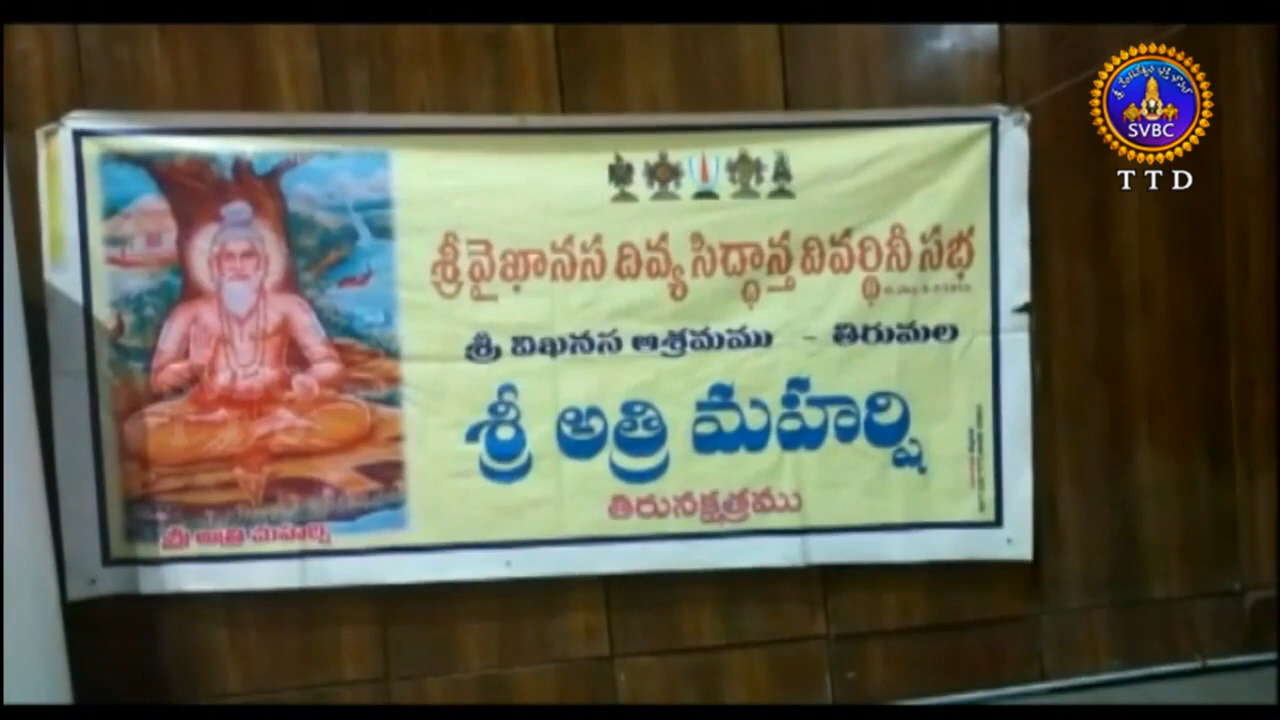 శ్రీ వైఖానస దివ్య సిద్ధాన్త వివర్ధినీ సభ
శ్రీ విఖనస ఆశ్రమము - తిరుమల
శ్రీ అత్రి మహర్షి
తిరునక్షత్రము
శ్రీ అత్రి మహర్షి
SVBC
TTD